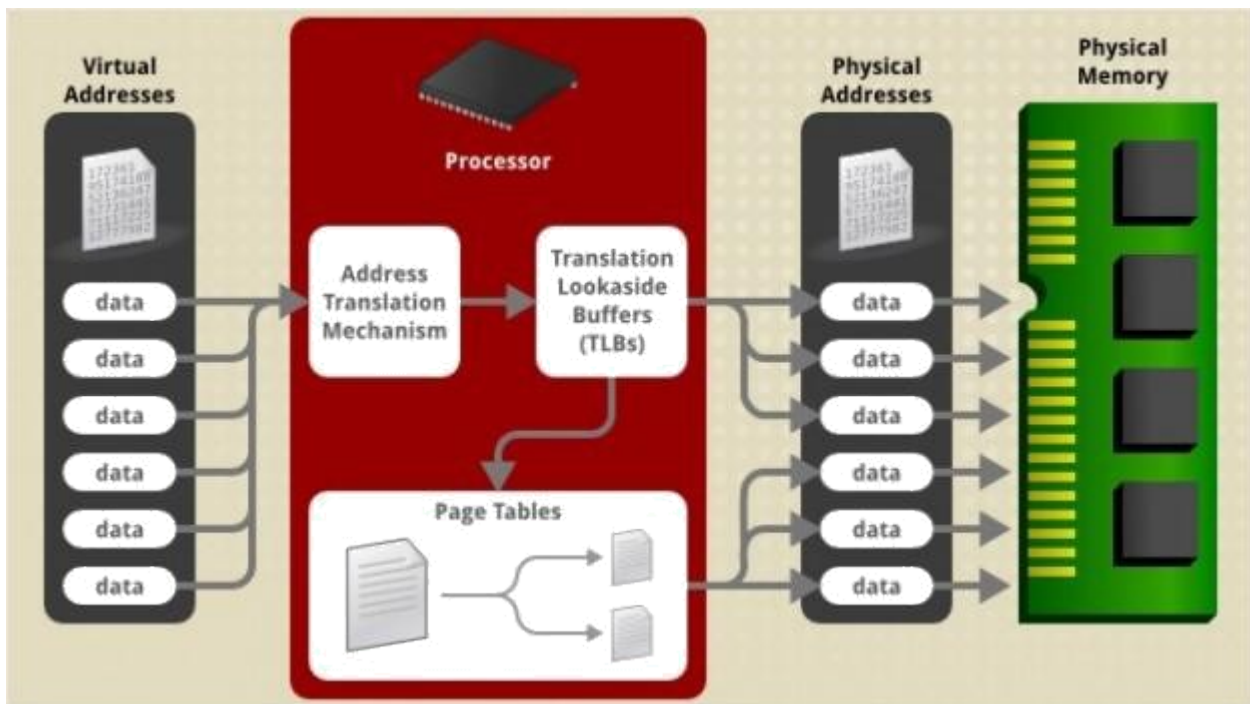 Virtual
Addresses
data
data
data
data
data
data
Processor
Address
Translation
Mechanism
Translation
Lookaside
Buffers
(TLBs)
Page Tables
Physical
Addresses
data
data
data
data
data
data
Physical
Memory